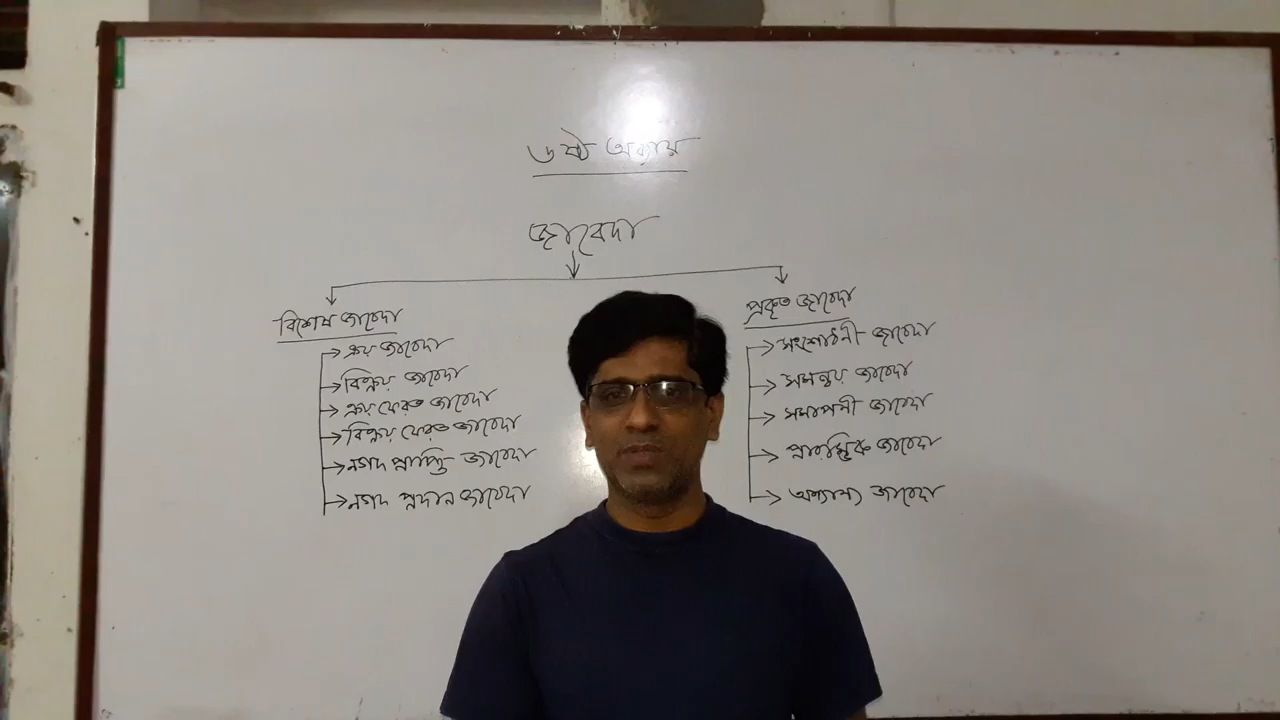 ৬ষ্ঠ অধ্যায়
জাবেদা
বিশেষ জাবেদা
ক্রয় জাবেদা
বিক্রয় জাবেদা
ক্রয় ফেরত জাবেদা
বিক্রয় ফেরত জাবেদা
নগদ প্রাপ্তি জাবেদা
নগদ প্রদান জাবেদা
প্রকৃত জাবেদা
সংশোধনী জাবেদা
সমন্বয় জাবেদা
সমাপনী জাবেদা
প্রারম্ভিক জাবেদা
অন্যান্য জাবেদা